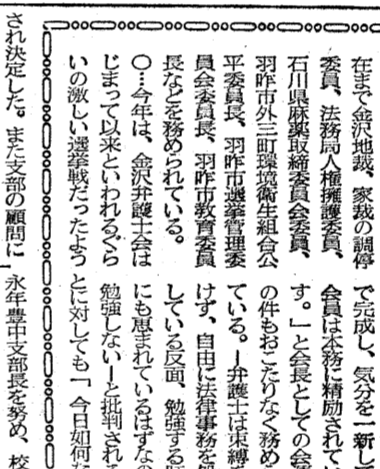 在まで金沢地裁、家裁の調停
委員、法務局人権擁護委員、
石川県麻薬取締委員会委員、
羽咋市外三町環境衛生組合公
平委員長、羽咋市選挙管理委
員会委員長、羽咋市教育委員
長などを務められている。
〇…今年は、金沢弁護士会は
じまって以来といわれるぐら
いの激しい選挙戦だったよう
で完成し、気分を一新し
会員は本務に精励されて
す。」と会長としての会
の件もおこたりなく務め
ている。ー弁護士は束縛
けず、自由に法律事務を
している反面、勉強する
にも恵まれているはずな
勉強しないーと批判され
とに対しても「今日如何
され決定した。また支部の顧問に
永年豊中支部長を努め、校